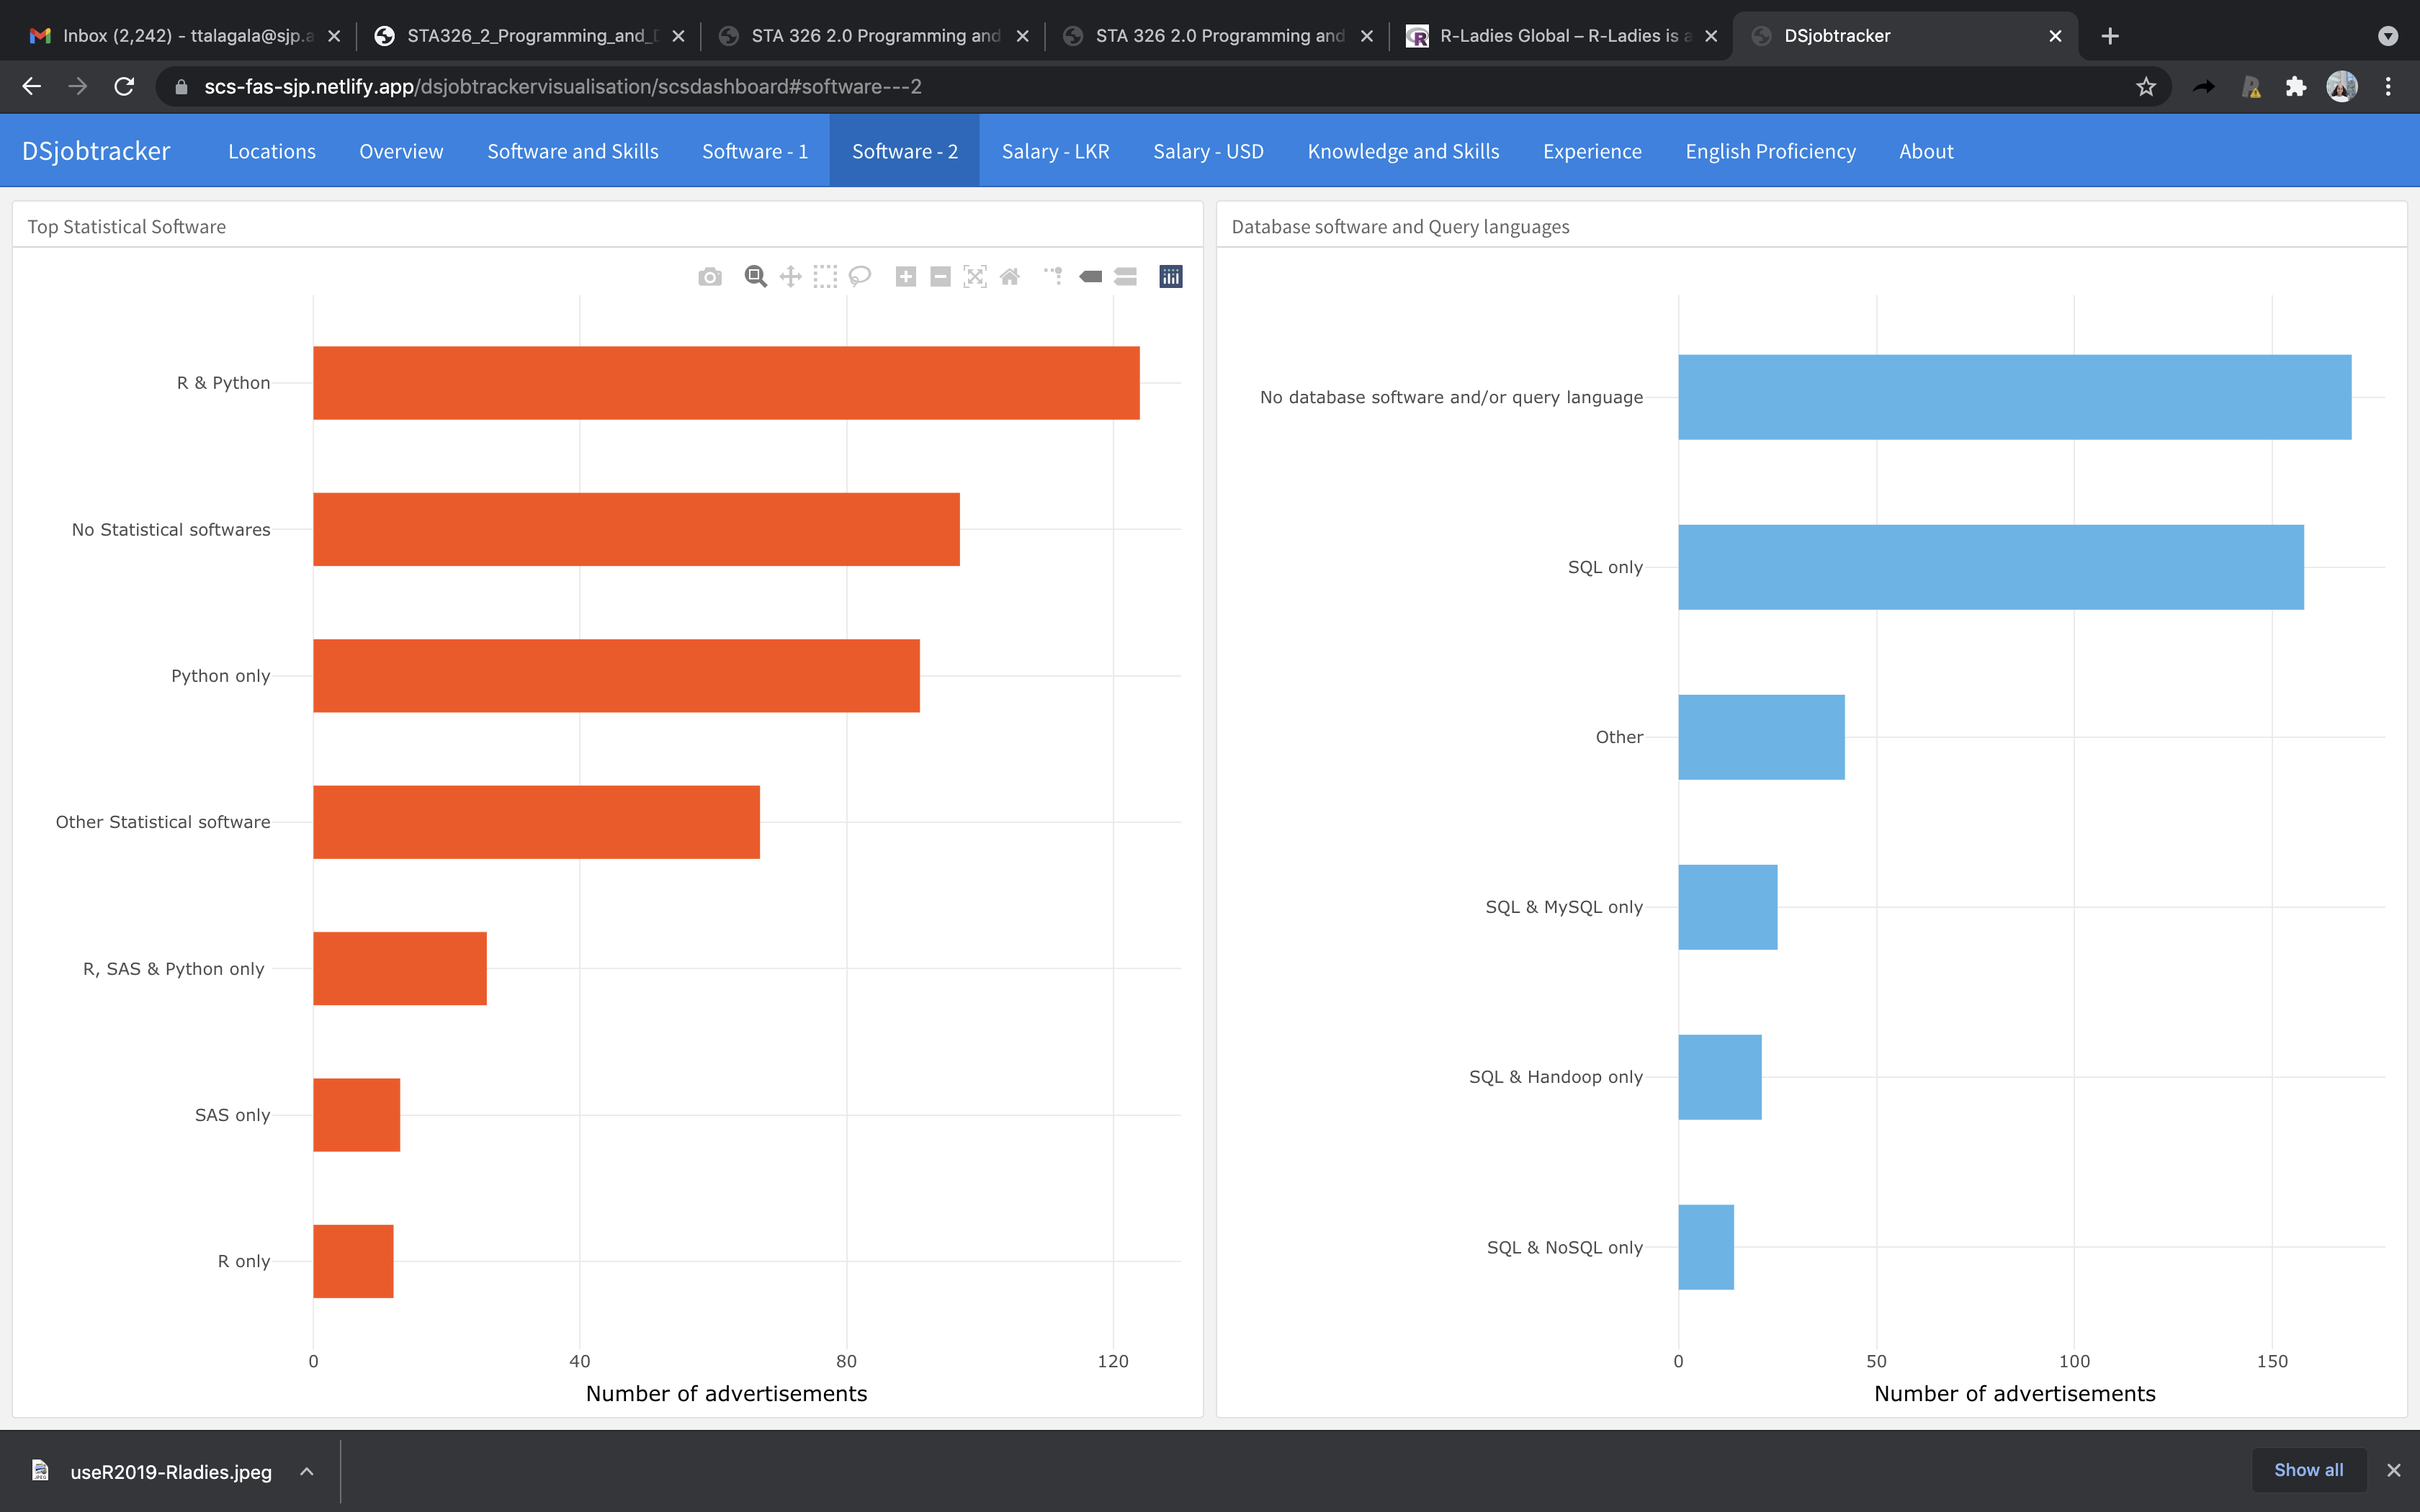 Inbox (2,242) - ttalagala@sjp.a
STA326_2_Programming_and_D
STA 326 2.0 Programming and
STA 326 2.0 Programming and
R-Ladies Global – R-Ladies is a
DSjobtracker
scs-fas-sjp.netlify.app/dsjobtrackervisualisation/scsdashboard#software---2
DSjobtracker
Locations
Overview
Software and Skills
Software - 1
Software - 2
Salary - LKR
Salary - USD
Knowledge and Skills
Experience
English Proficiency
About
Top Statistical Software
R & Python
No Statistical softwares
Python only
Other Statistical software
R, SAS & Python only
SAS only
R only
0 40 80 120
Number of advertisements
Database software and Query languages
No database software and/or query language
SQL only
Other
SQL & MySQL only
SQL & Handoop only
SQL & NoSQL only
0 50 100 150
Number of advertisements
useR2019-Rladies.jpeg
Show all